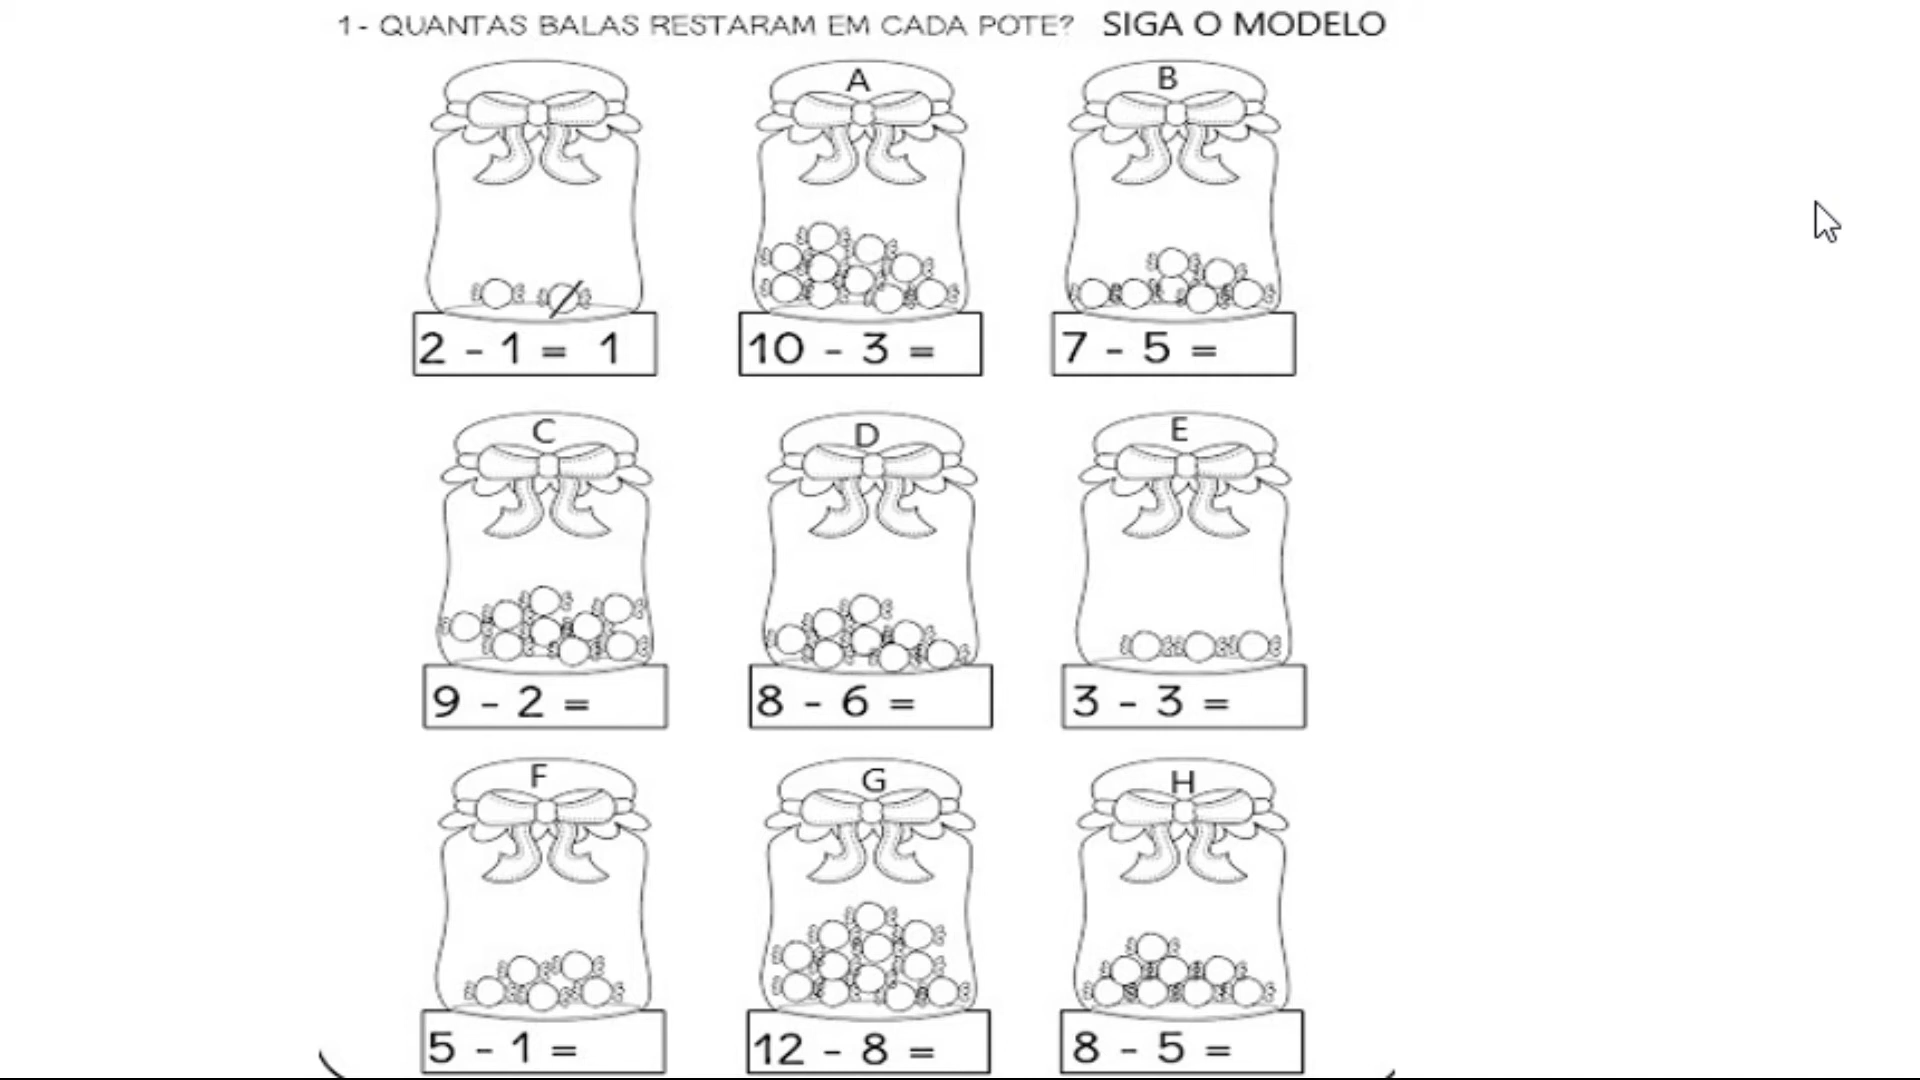 1- QUANTAS BALAS RESTARAM EM CADA POTE? SIGA O MODELO
A
B
2 - 1 = 1
10 - 3 =
7 - 5 =
C
D
E
9 - 2 =
8 - 6 =
3 - 3 =
F
G
H
5 - 1 =
12 - 8 =
8 - 5 =